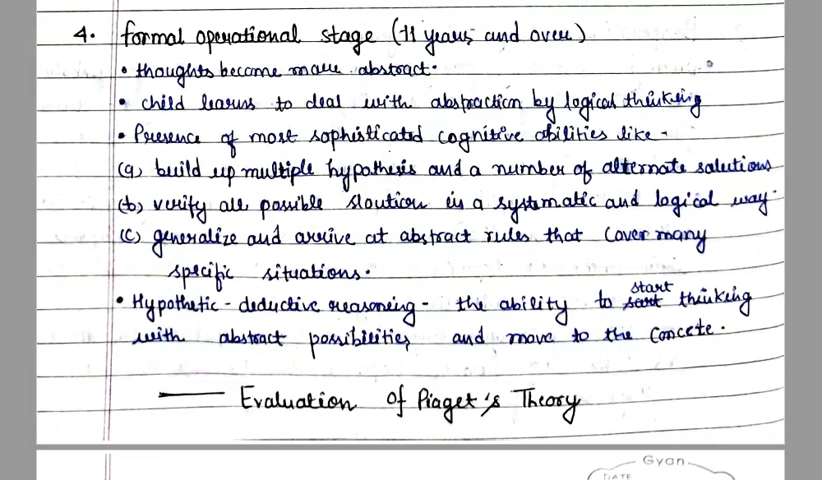 4. formal operational stage (11 years and over)
• thoughts become more abstract.
• child learns to deal with abstraction by logical thinking
• Presence of most sophisticated cognitive abilities like -
(a) build up multiple hypothesis and a number of alternate solutions
(b) verify all possible sloution in a systematic and logical way.
(c) generalize and arrive at abstract rules that cover many
specific situations.
start
• Hypothetic - deductive reasoning - the ability to thinking
with abstract possibilities and move to the concete.
Evaluation of Piaget's Theory
Gyan
DATE